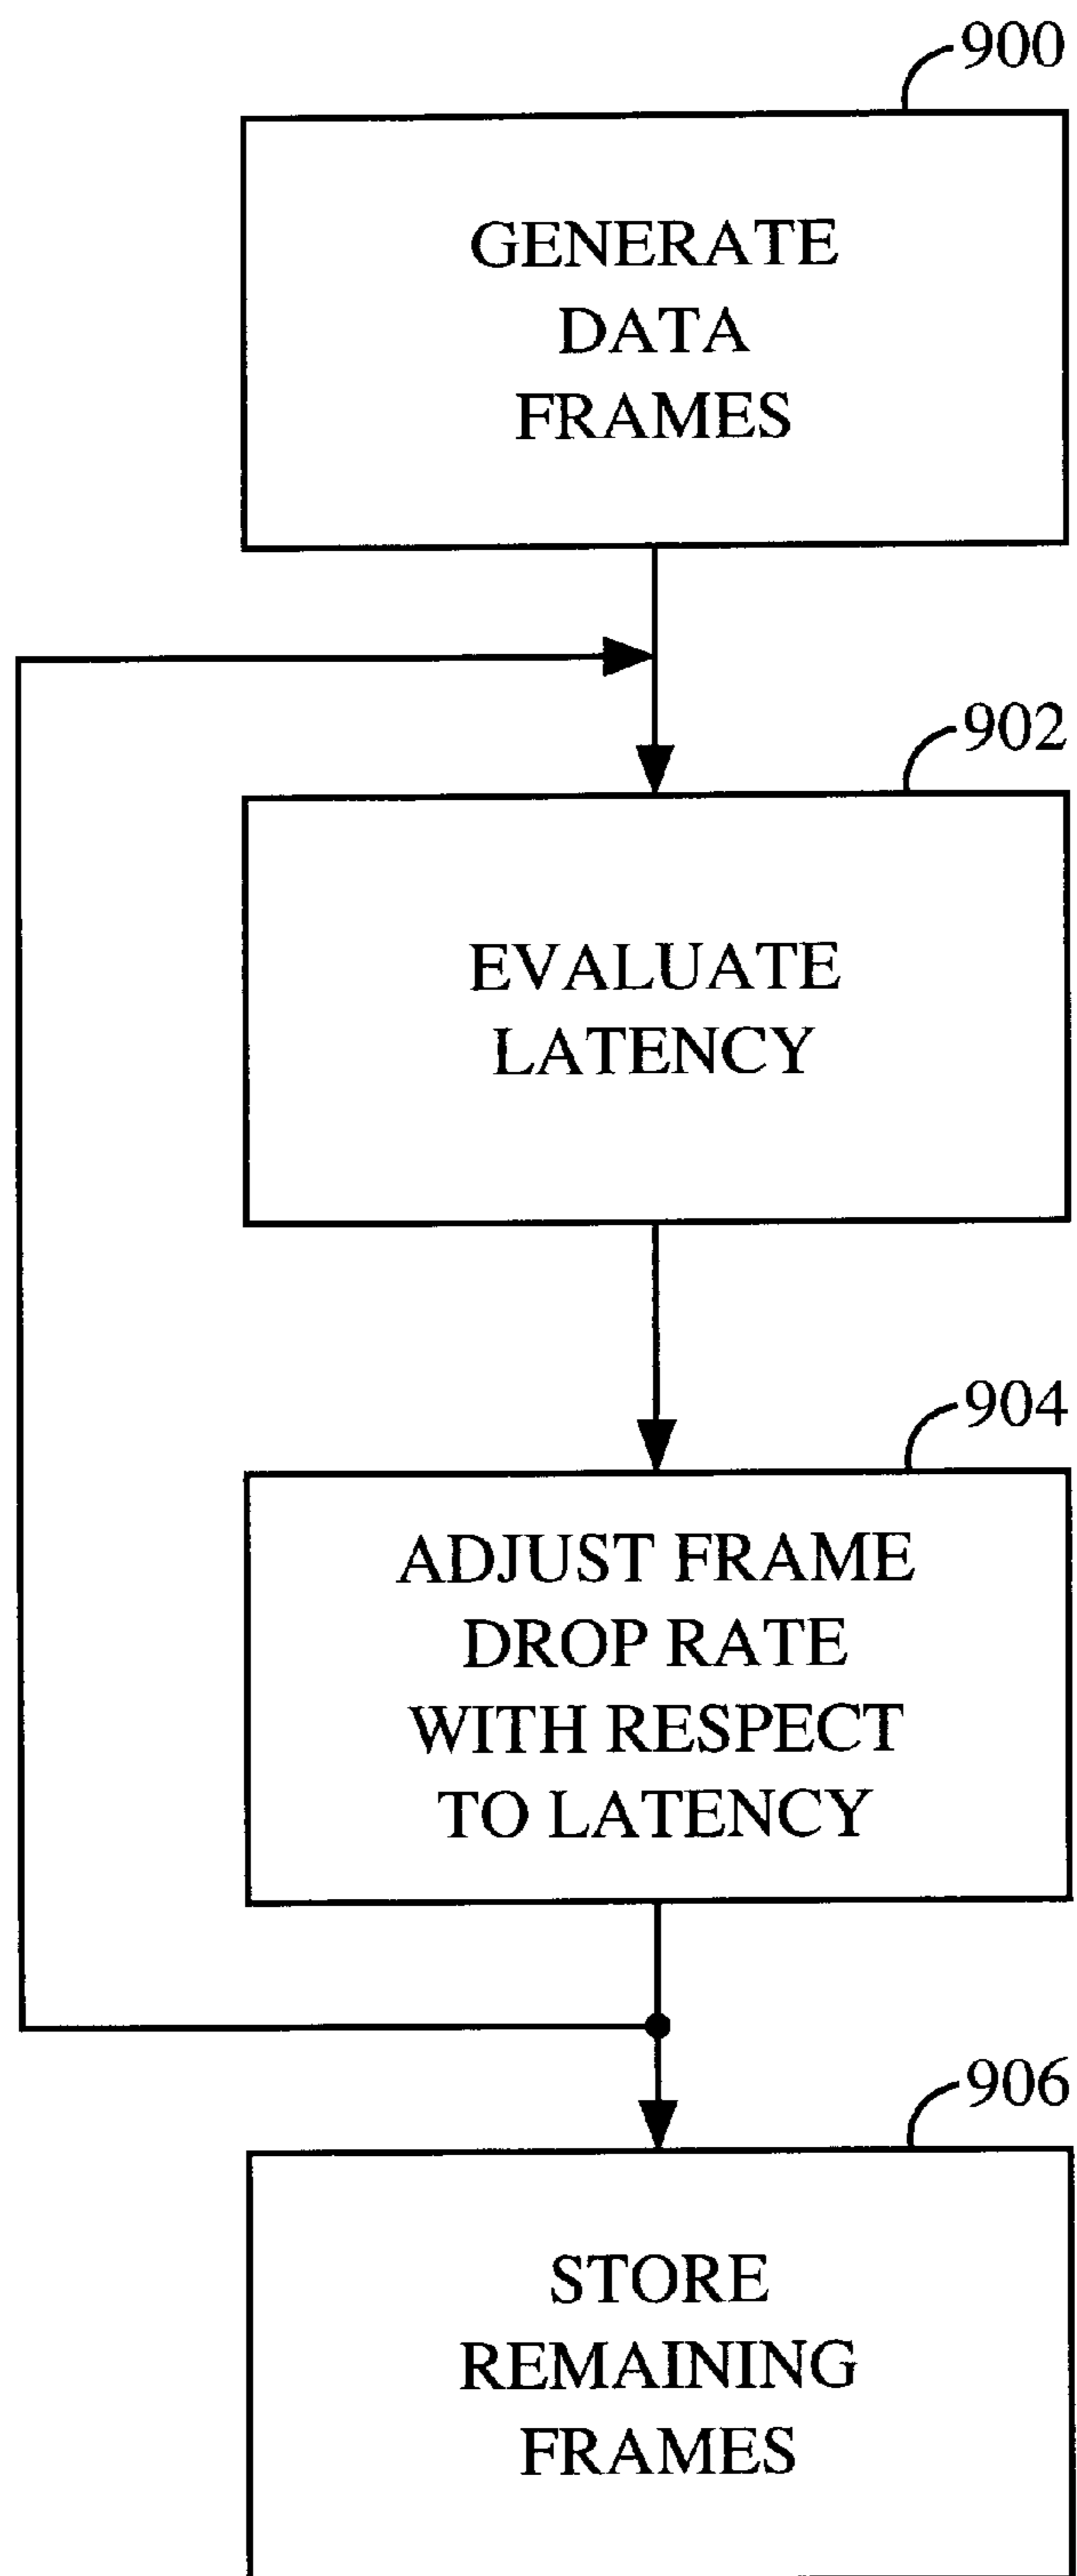 900
GENERATE
DATA
FRAMES
902
EVALUATE
LATENCY
904
ADJUST FRAME
DROP RATE
WITH RESPECT
TO LATENCY
906
STORE
REMAINING
FRAMES